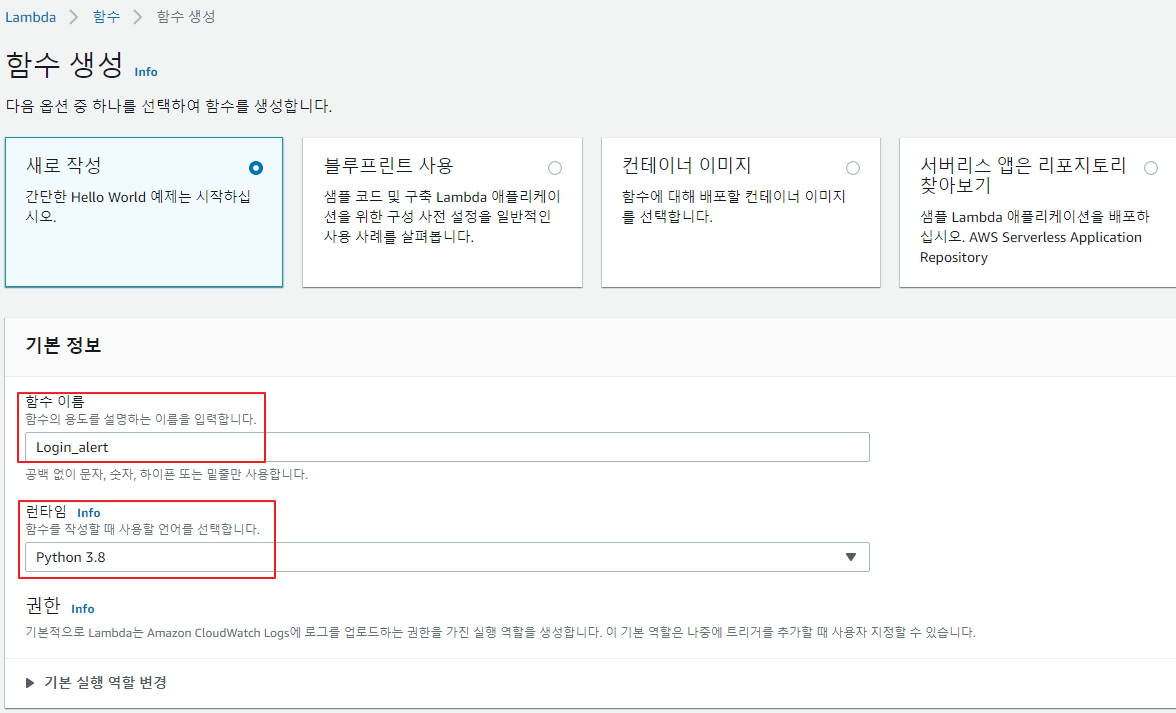 Lambda > 함수 > 함수 생성
함수 생성 Info
다음 옵션 중 하나를 선택하여 함수를 생성합니다.
새로 작성
간단한 Hello World 예제는 시작하십
시오.
블루프린트 사용
샘플 코드 및 구축 Lambda 애플리케이
션을 위한 구성 사전 설정을 일반적인
사용 사례를 살펴봅니다.
컨테이너 이미지
함수에 대해 배포할 컨테이너 이미지
를 선택합니다.
서버리스 앱은 리포지토리
찾아보기
샘플 Lambda 애플리케이션을 배포하
십시오. AWS Serverless Application
Repository
기본 정보
함수 이름
함수의 용도를 설명하는 이름을 입력합니다.
Login_alert
공백 없이 문자, 숫자, 하이픈 또는 밑줄만 사용합니다.
런타임 Info
함수를 작성할 때 사용할 언어를 선택합니다.
Python 3.8
권한 Info
기본적으로 Lambda는 Amazon CloudWatch Logs에 로그를 업로드하는 권한을 가진 실행 역할을 생성합니다. 이 기본 역할은 나중에 트리거를 추가할 때 사용자 지정할 수 있습니다.
기본 실행 역할 변경